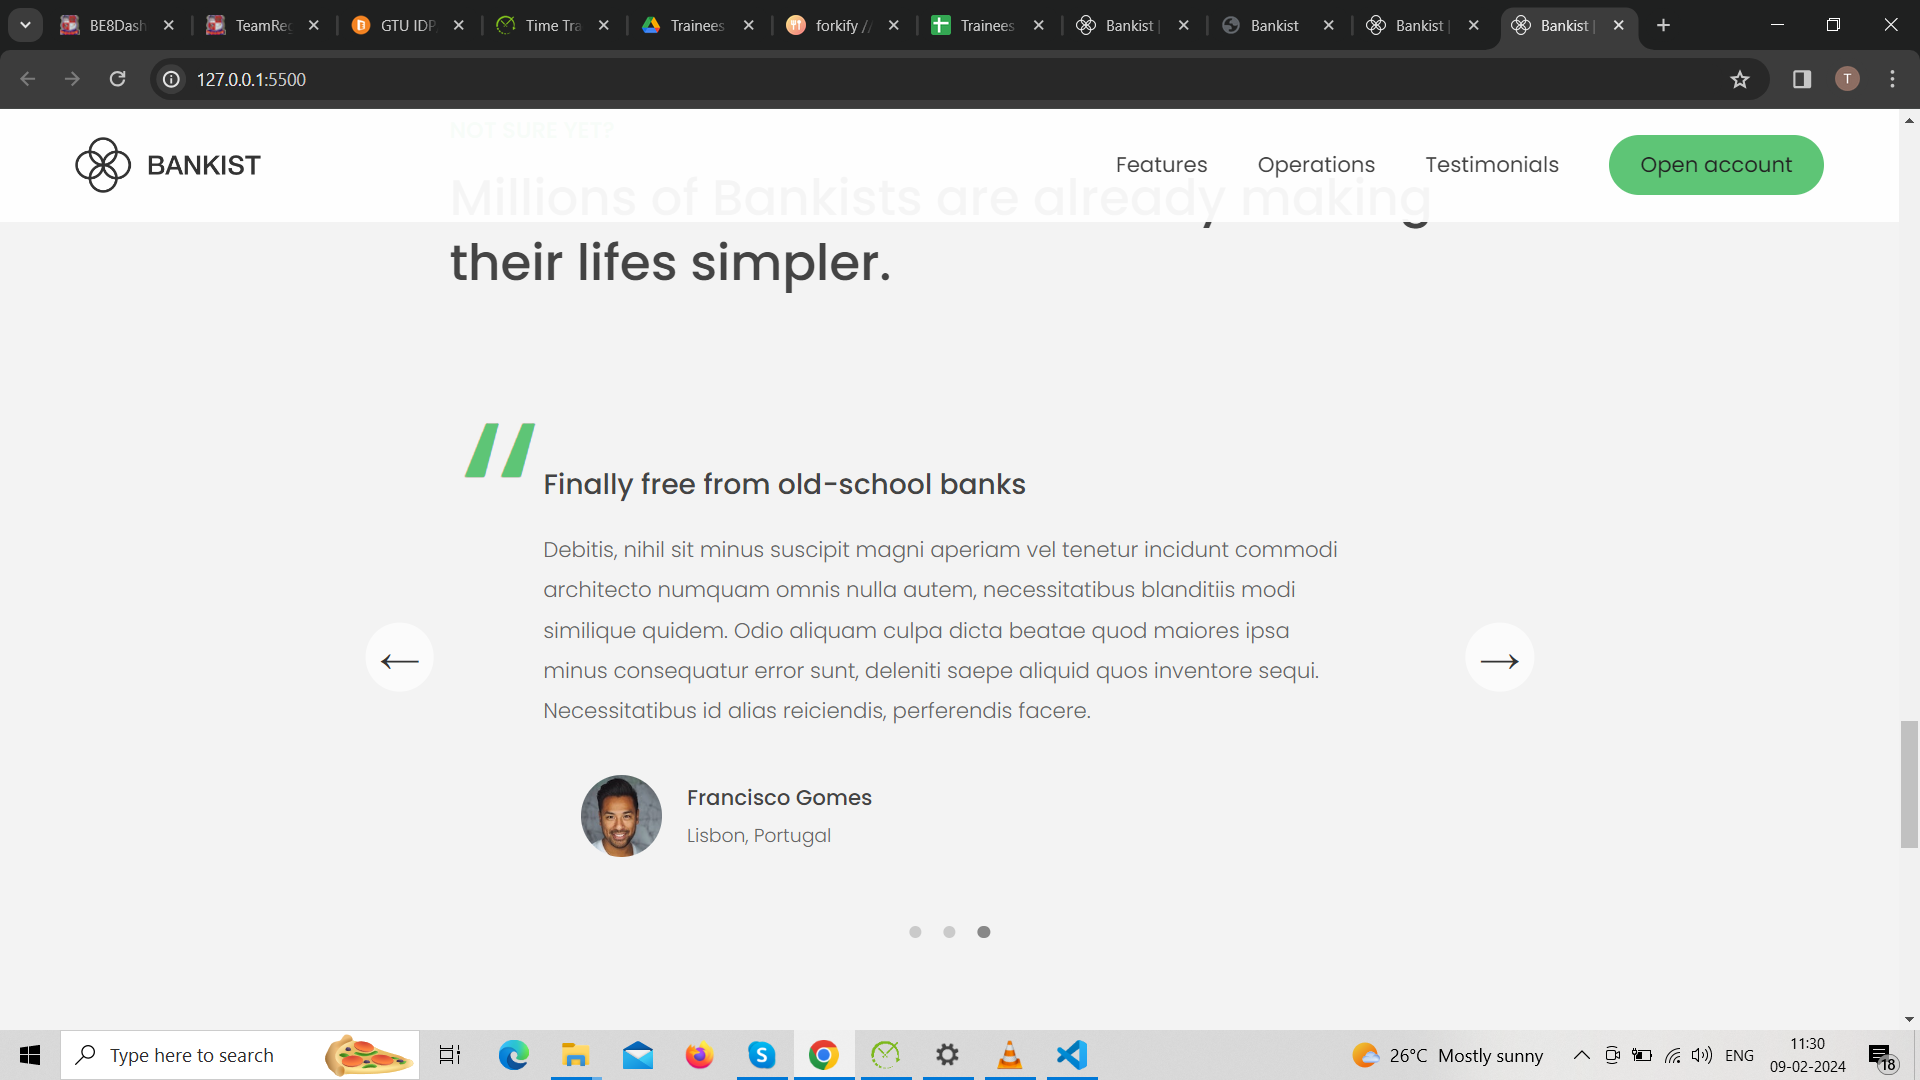 BE8Dash
TeamReg
GTU IDP
Time Tra
Trainees
forkify //
Trainees
Bankist |
Bankist
Bankist |
Bankist |
127.0.0.1:5500
NOT SURE YET?
BANKIST
Features
Operations
Testimonials
Open account
Millions of Bankists are already making
their lifes simpler.
Finally free from old-school banks
Debitis, nihil sit minus suscipit magni aperiam vel tenetur incidunt commodi
architecto numquam omnis nulla autem, necessitatibus blanditiis modi
similique quidem. Odio aliquam culpa dicta beatae quod maiores ipsa
minus consequatur error sunt, deleniti saepe aliquid quos inventore sequi.
Necessitatibus id alias reiciendis, perferendis facere.
←
→
Francisco Gomes
Lisbon, Portugal
Type here to search
26°C Mostly sunny
ENG
11:30
09-02-2024
18
T